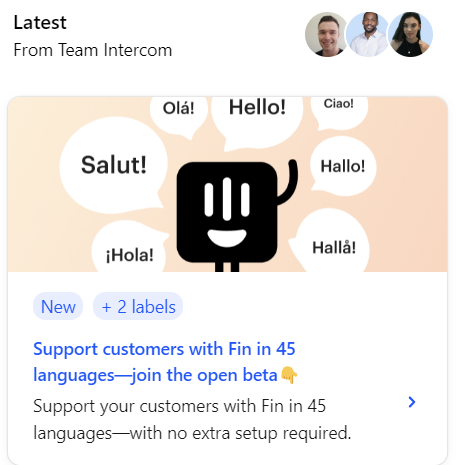 Latest
From Team Intercom
Olá!
Hello!
Ciao!
Salut!
Hallo!
¡Hola!
Hallå!
New
+ 2 labels
Support customers with Fin in 45
languages—join the open beta👇
Support your customers with Fin in 45
languages—with no extra setup required.